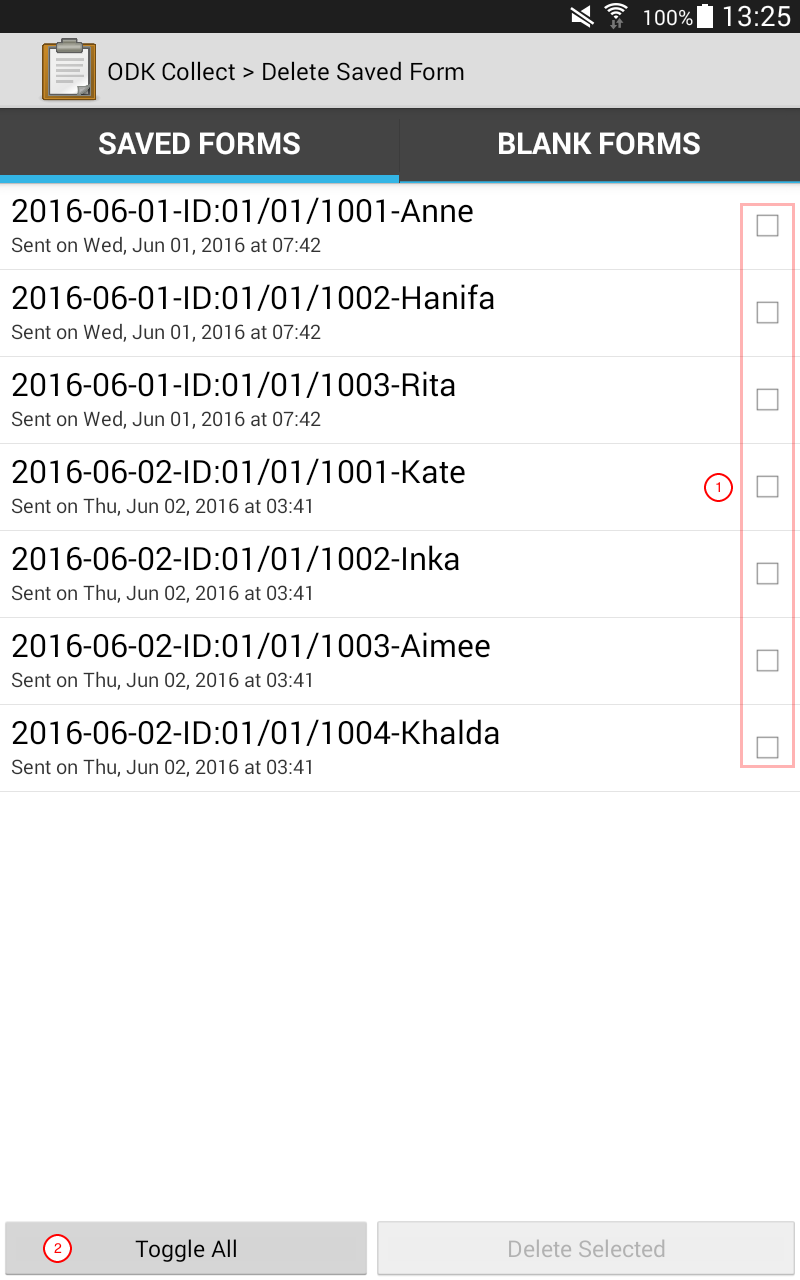 100% 13:25
ODK Collect > Delete Saved Form
SAVED FORMS BLANK FORMS
2016-06-01-ID:01/01/1001-Anne
Sent on Wed, Jun 01, 2016 at 07:42
2016-06-01-ID:01/01/1002-Hanifa
Sent on Wed, Jun 01, 2016 at 07:42
2016-06-01-ID:01/01/1003-Rita
Sent on Wed, Jun 01, 2016 at 07:42
2016-06-02-ID:01/01/1001-Kate
1
Sent on Thu, Jun 02, 2016 at 03:41
2016-06-02-ID:01/01/1002-Inka
Sent on Thu, Jun 02, 2016 at 03:41
2016-06-02-ID:01/01/1003-Aimee
Sent on Thu, Jun 02, 2016 at 03:41
2016-06-02-ID:01/01/1004-Khalda
Sent on Thu, Jun 02, 2016 at 03:41
2 Toggle All Delete Selected